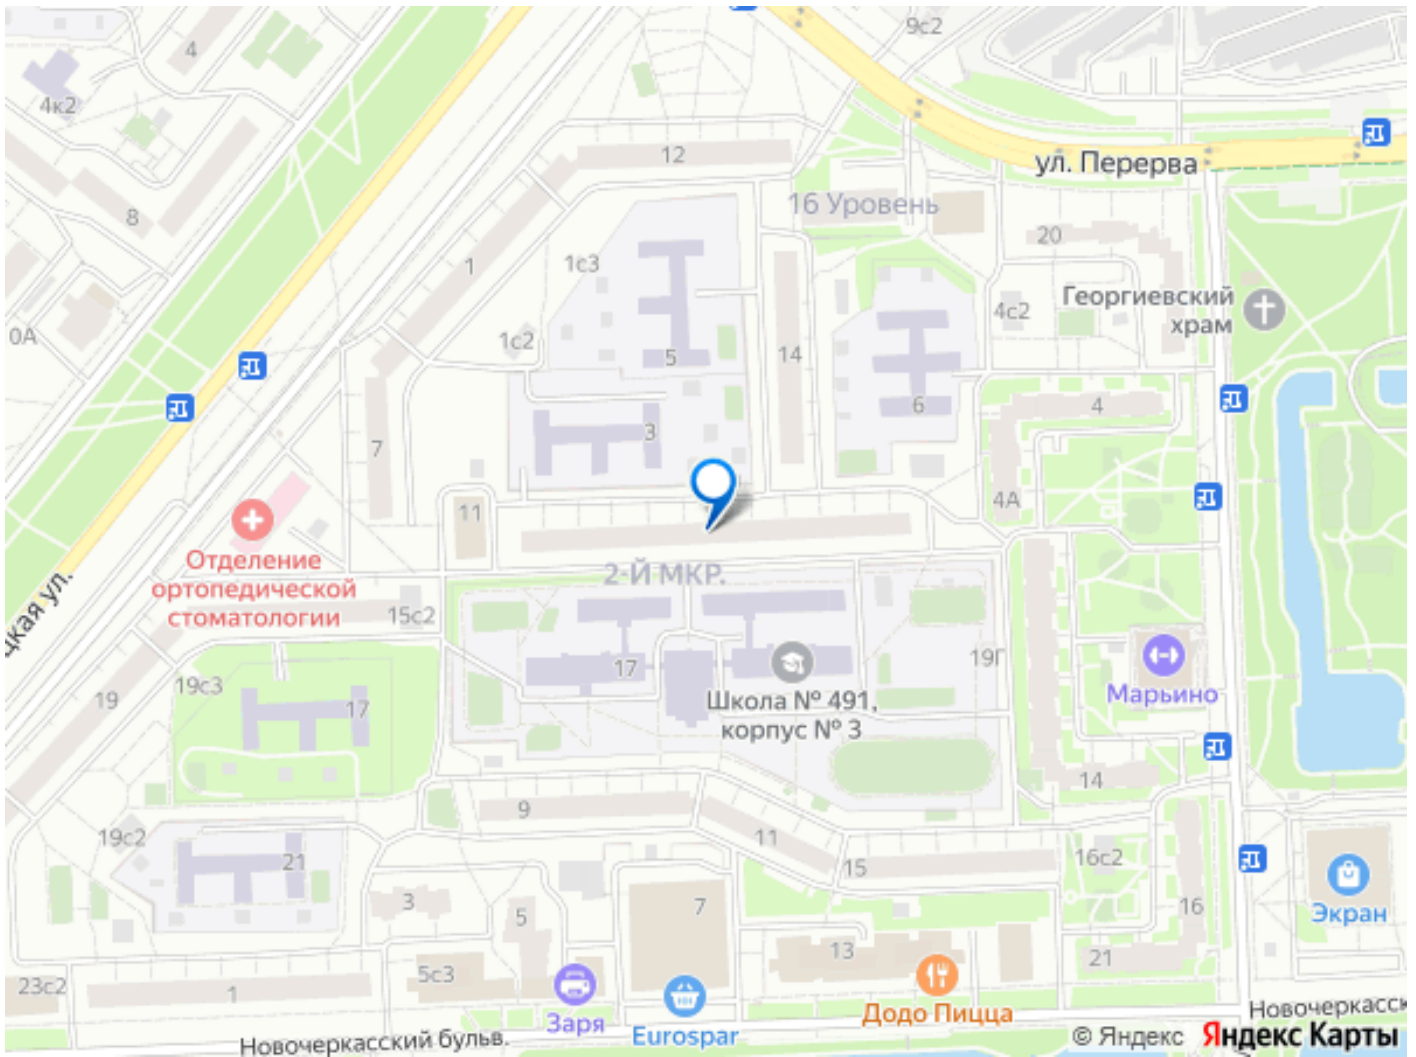 9с2
4
4к2
12
ул. Перерва
8
16 Уровень
20
1
1с3
Георгиевский
храм
4с2
0А
1с2
5
14
6
4
3
7
4А
11
Отделение
ортопедической
стоматологии
2-Й МКР.
15с2
цкая ул.
17
19Г
Марьино
19с3
19
17
Школа № 491,
корпус № 3
14
9
11
19с2
21
15
16с2
3
5
7
16
Экран
13
21
23с2
1
5с3
Заря
Eurospar
Додо Пицца
Новочеркасский бульв.
Новочеркасск
© Яндекс Яндекс Карты